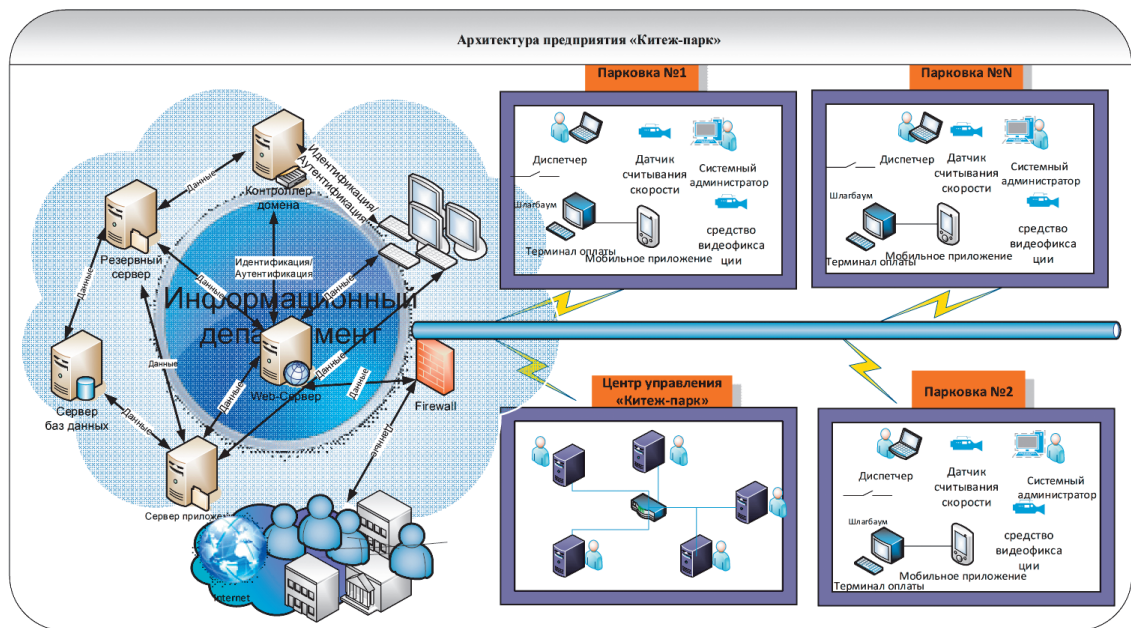 Архитектура предприятия «Китеж-парк»
Контроллер
домена
Идентификация/
Аутентификация
Данные
Резервный
сервер
Идентификация/
Аутентификация
Данные
Данные
Данные
Информационный
департамент
Данные
Данные
Web-Сервер
Данные
Данные
Firewall
Сервер
баз данных
Данные
Данные
Сервер прилож
Internet
Парковка №1
Диспетчер
Датчик
считывания
скорости
Системный
администратор
Шлагбаум
средство
видеофикса
ции
Терминал оплаты
Мобильное приложение
Парковка №N
Диспетчер
Датчик
считывания
скорости
Системный
администратор
Шлагбаум
средство
видеофикса
ции
Терминал оплаты
Мобильное приложение
Центр управления
«Китеж-парк»
Парковка №2
Диспетчер
Датчик
считывания
скорости
Системный
администратор
Шлагбаум
средство
видеофикса
ции
Терминал оплаты
Мобильное приложение